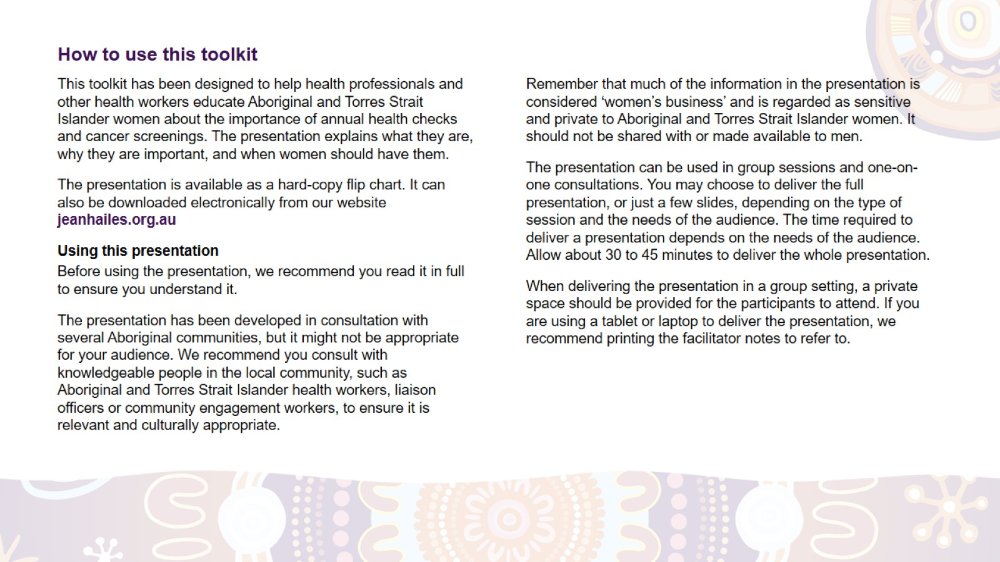 How to use this toolkit
This toolkit has been designed to help health professionals and
other health workers educate Aboriginal and Torres Strait
Islander women about the importance of annual health checks
and cancer screenings. The presentation explains what they are,
why they are important, and when women should have them.
The presentation is available as a hard-copy flip chart. It can
also be downloaded electronically from our website
jeanhailes.org.au
Using this presentation
Before using the presentation, we recommend you read it in full
to ensure you understand it.
The presentation has been developed in consultation with
several Aboriginal communities, but it might not be appropriate
for your audience. We recommend you consult with
knowledgeable people in the local community, such as
Aboriginal and Torres Strait Islander health workers, liaison
officers or community engagement workers, to ensure it is
relevant and culturally appropriate.
Remember that much of the information in the presentation is
considered ‘women’s business’ and is regarded as sensitive
and private to Aboriginal and Torres Strait Islander women. It
should not be shared with or made available to men.
The presentation can be used in group sessions and one-on-
one consultations. You may choose to deliver the full
presentation, or just a few slides, depending on the type of
session and the needs of the audience. The time required to
deliver a presentation depends on the needs of the audience.
Allow about 30 to 45 minutes to deliver the whole presentation.
When delivering the presentation in a group setting, a private
space should be provided for the participants to attend. If you
are using a tablet or laptop to deliver the presentation, we
recommend printing the facilitator notes to refer to.